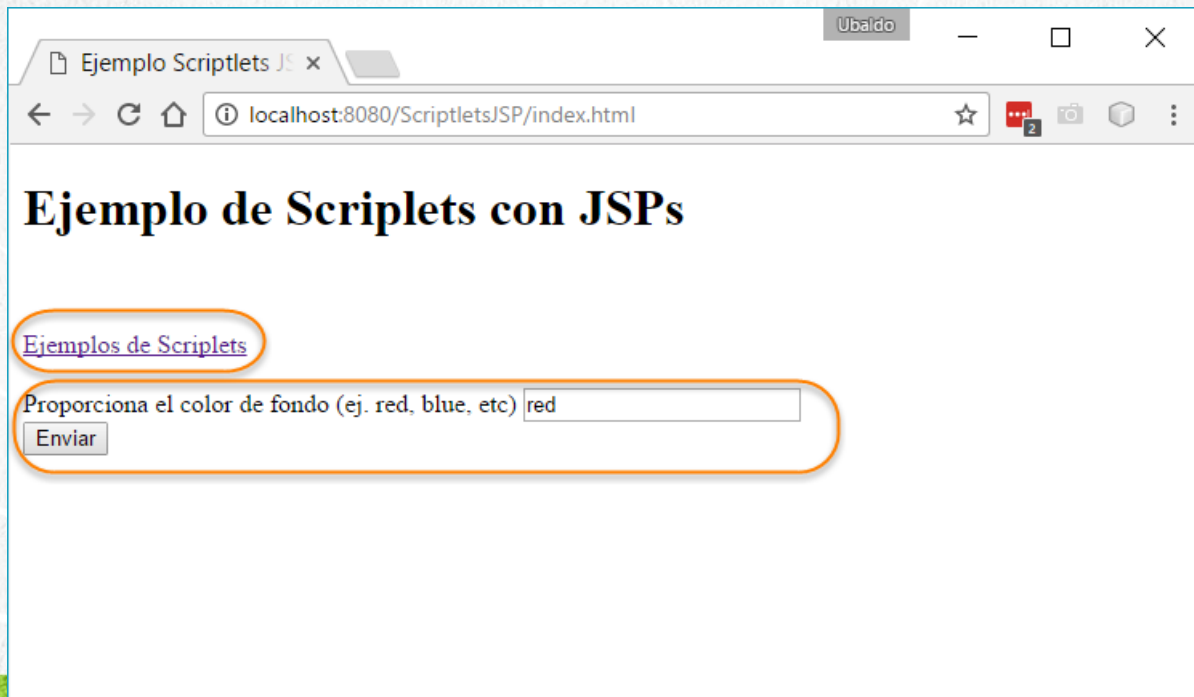 Ubaldo
Ejemplo Scriptlets JS
localhost:8080/ScriptletsJSP/index.html
2
Ejemplo de Scriplets con JSPs
Ejemplos de Scriplets
Proporciona el color de fondo (ej. red, blue, etc) red
Enviar